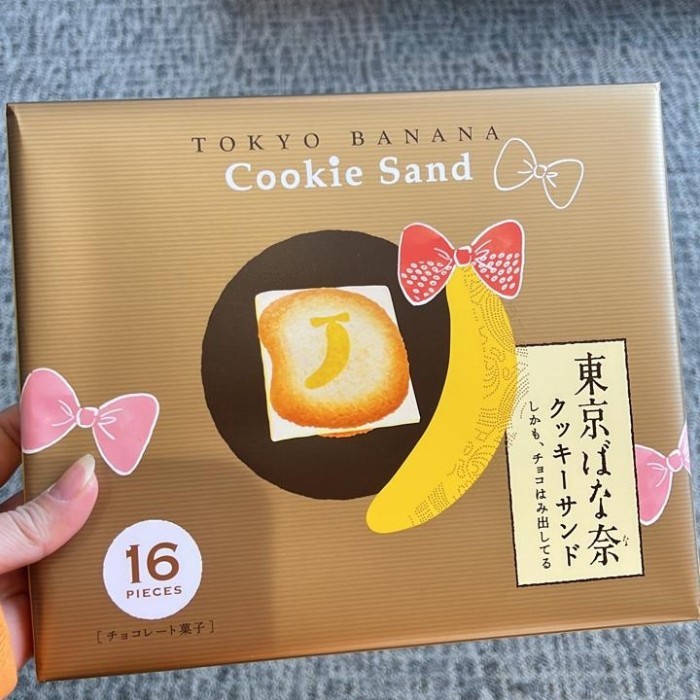 TOKYO BANANA
Cookie Sand
東京ばな奈
な
クッキーサンド
しかも、チョコはみ出してる
16
PIECES
[チョコレート菓子]